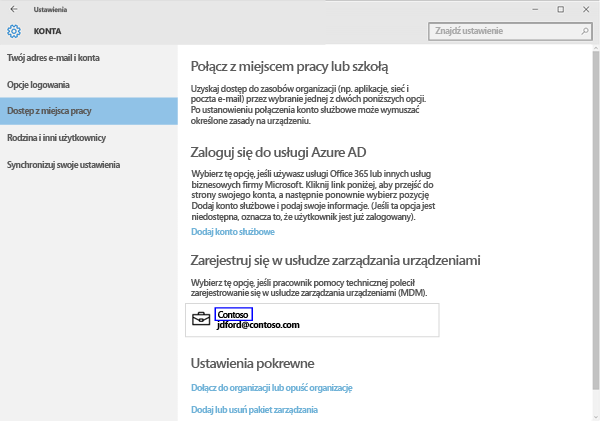 Ustawienia
KONTA
Znajdź ustawienie
Twój adres e-mail i konta
Opcje logowania
Dostęp z miejsca pracy
Rodzina i inni użytkownicy
Synchronizuj swoje ustawienia
Połącz z miejscem pracy lub szkołą
Uzyskaj dostęp do zasobów organizacji (np. aplikacje, sieć i
poczta e-mail) przez wybranie jednej z dwóch poniższych opcji.
Po ustanowieniu połączenia konto służbowe może wymuszać
określone zasady na urządzeniu.
Zaloguj się do usługi Azure AD
Wybierz tę opcję, jeśli używasz usługi Office 365 lub innych usług
biznesowych firmy Microsoft. Kliknij link poniżej, aby przejść do
strony swojego konta, a następnie ponownie wybierz pozycję
Dodaj konto służbowe i podaj swoje informacje. (Jeśli ta opcja jest
niedostępna, oznacza to, że użytkownik jest już zalogowany).
Dodaj konto służbowe
Zarejestruj się w usłudze zarządzania urządzeniami
Wybierz tę opcję, jeśli pracownik pomocy technicznej polecił
zarejestrowanie się w usłudze zarządzania urządzeniami (MDM).
Contoso
jdford@contoso.com
Ustawienia pokrewne
Dołącz do organizacji lub opuść organizację
Dodaj lub usuń pakiet zarządzania